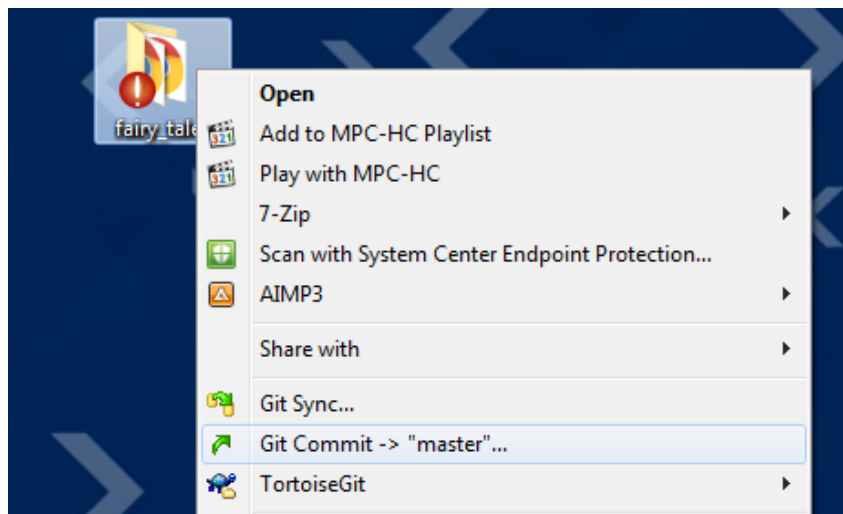 fairy_tale
Open
Add to MPC-HC Playlist
Play with MPC-HC
7-Zip
Scan with System Center Endpoint Protection...
AIMP3
Share with
Git Sync...
Git Commit -> "master"...
TortoiseGit